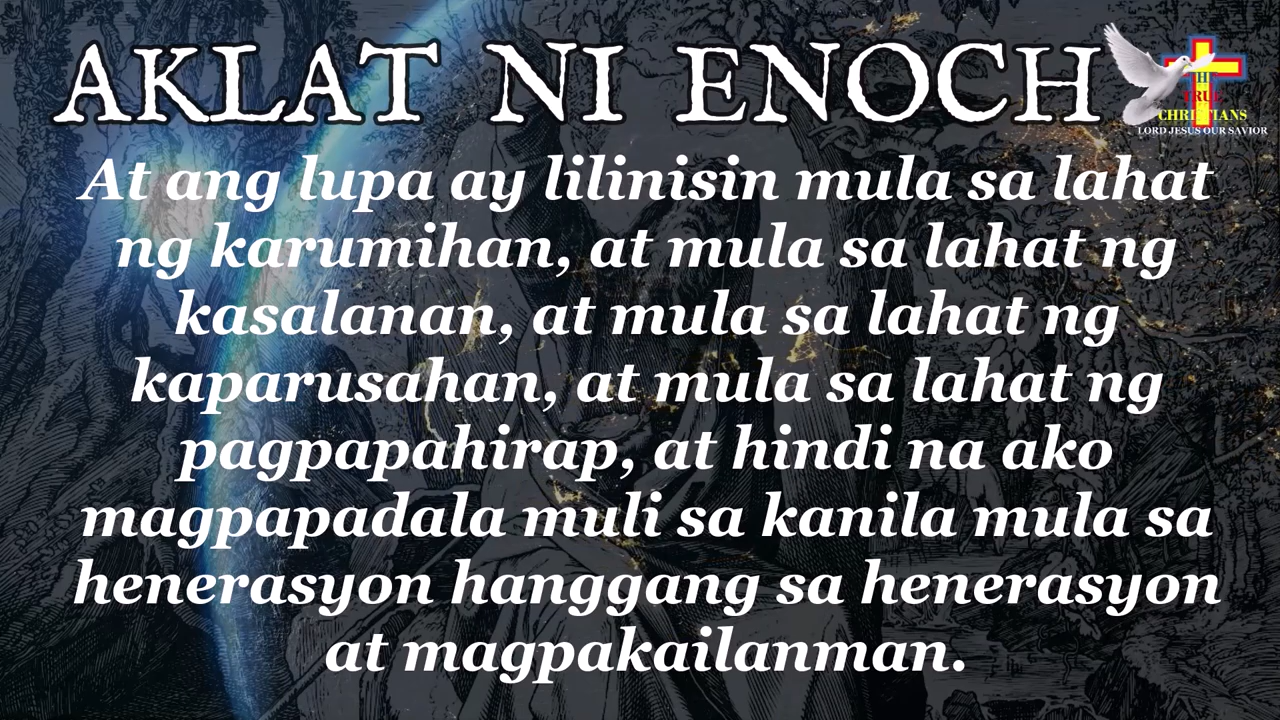 AKLAT NI ENOCH
TRUE
CHRISTIANS
LORD JESUS OUR SAVIOR
At ang lupa ay lilinisin mula sa lahat
ng karumihan, at mula sa lahat ng
kasalanan, at mula sa lahat ng
kaparusahan, at mula sa lahat ng
pagpapahirap, at hindi na ako
magpapadala muli sa kanila mula sa
henerasyon hanggang sa henerasyon
at magpakailanman.